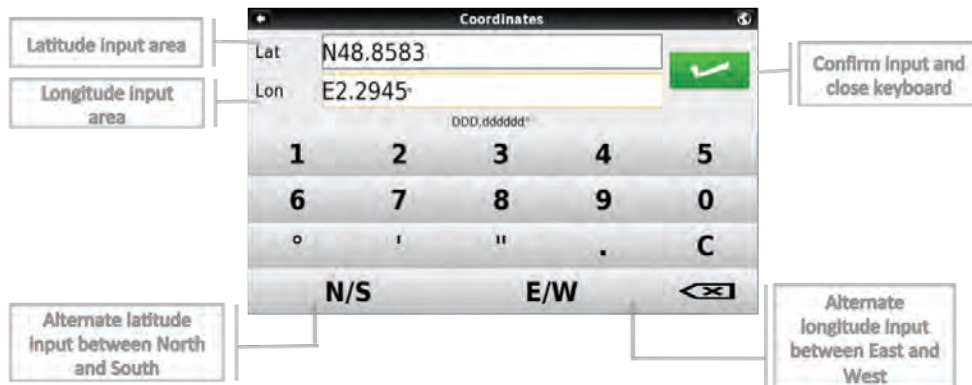 Coordinates
Latitude input area
Lat N48.8583
Confirm input and
close keyboard
Longitude input
area
Lon E2.2945°
DDD.dddddd°
1 2 3 4 5
6 7 8 9 0
° ' " . C
N/S E/W
Alternate latitude
input between North
and South
Alternate
longitude input
between East and
West